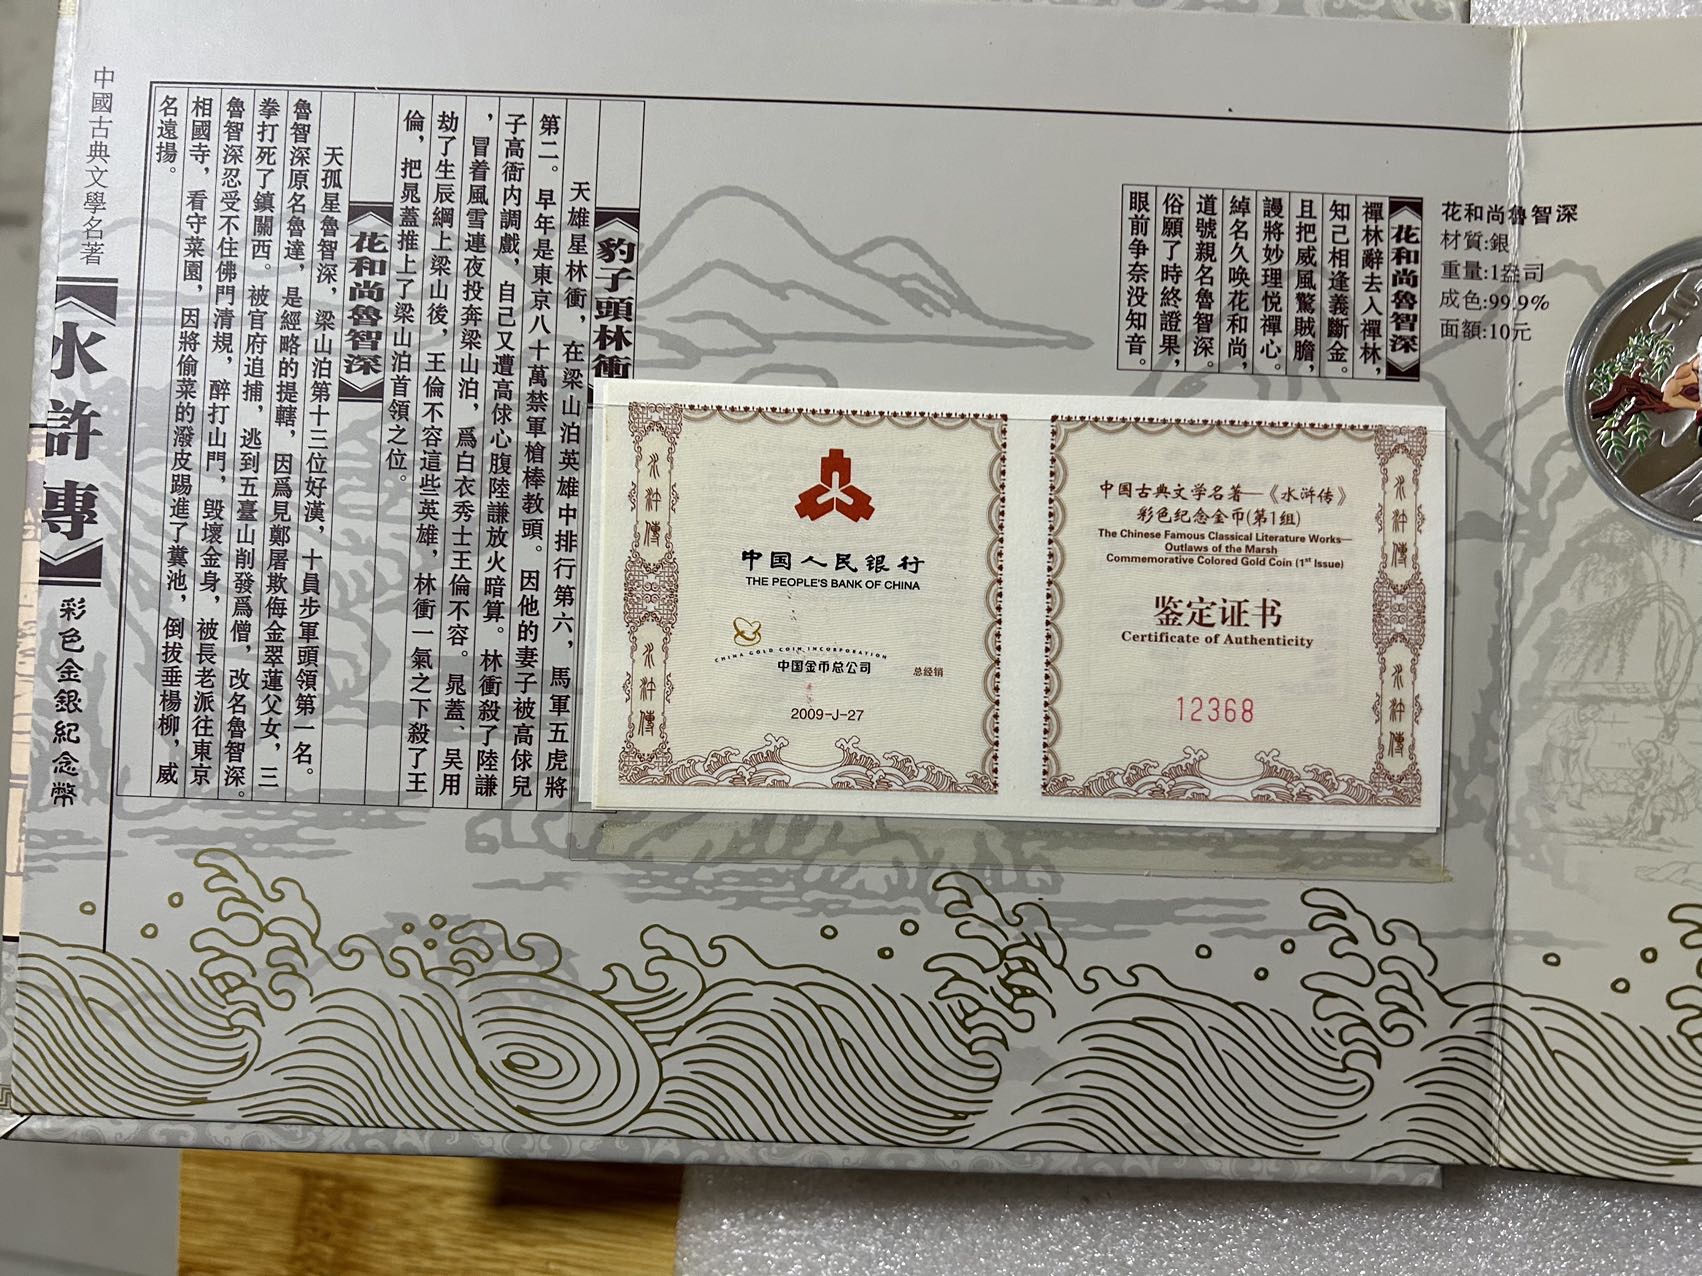 中國古典文學名著
水滸傳
彩色金銀紀念幣
豹子頭林衝
天雄星林衝，在梁山泊英雄中排行第六，馬軍五虎將
第二。早年是東京八十萬禁軍槍棒教頭。因他的妻子被高俅兒
子高衙内調戲，自己又遭高俅心腹陸謙放火暗算。林衝殺了陸謙
，冒着風雪連夜投奔梁山泊，爲白衣秀士王倫不容。晁蓋、吴用
劫了生辰綱上梁山後，王倫不容這些英雄，林衝一氣之下殺了王
倫，把晁蓋推上了梁山泊首領之位。
花和尚魯智深
天孤星魯智深，梁山泊第十三位好漢，十員步軍頭領第一名。
魯智深原名魯達，是經略的提轄，因爲見鄭屠欺侮金翠蓮父女，三
拳打死了鎮關西。被官府追捕，逃到五臺山削發爲僧，改名魯智深。
魯智深忍受不住佛門清規，醉打山門，毁壞金身，被長老派往東京
相國寺，看守菜園，因將偷菜的潑皮踢進了糞池，倒拔垂楊柳，威
名遠揚。
花和尚魯智深
材質:銀
重量:1盎司
成色:99.9%
面額:10元
花和尚魯智深
禪林辭去入禪林，
知己相逢義斷金。
且把威風驚賊膽，
謾將妙理悦禪心。
綽名久唤花和尚，
道號親名魯智深。
俗願了時終證果，
眼前争奈没知音。
水滸傳
水滸傳
中国人民银行
THE PEOPLE'S BANK OF CHINA
CHINA GOLD COIN INCORPORATION
中国金币总公司
总经销
2009-J-27
中国古典文学名著—《水浒传》
彩色纪念金币(第1组)
The Chinese Famous Classical Literature Works—
Outlaws of the Marsh
Commemorative Colored Gold Coin (1st Issue)
鉴定证书
Certificate of Authenticity
12368
水滸傳
水滸傳